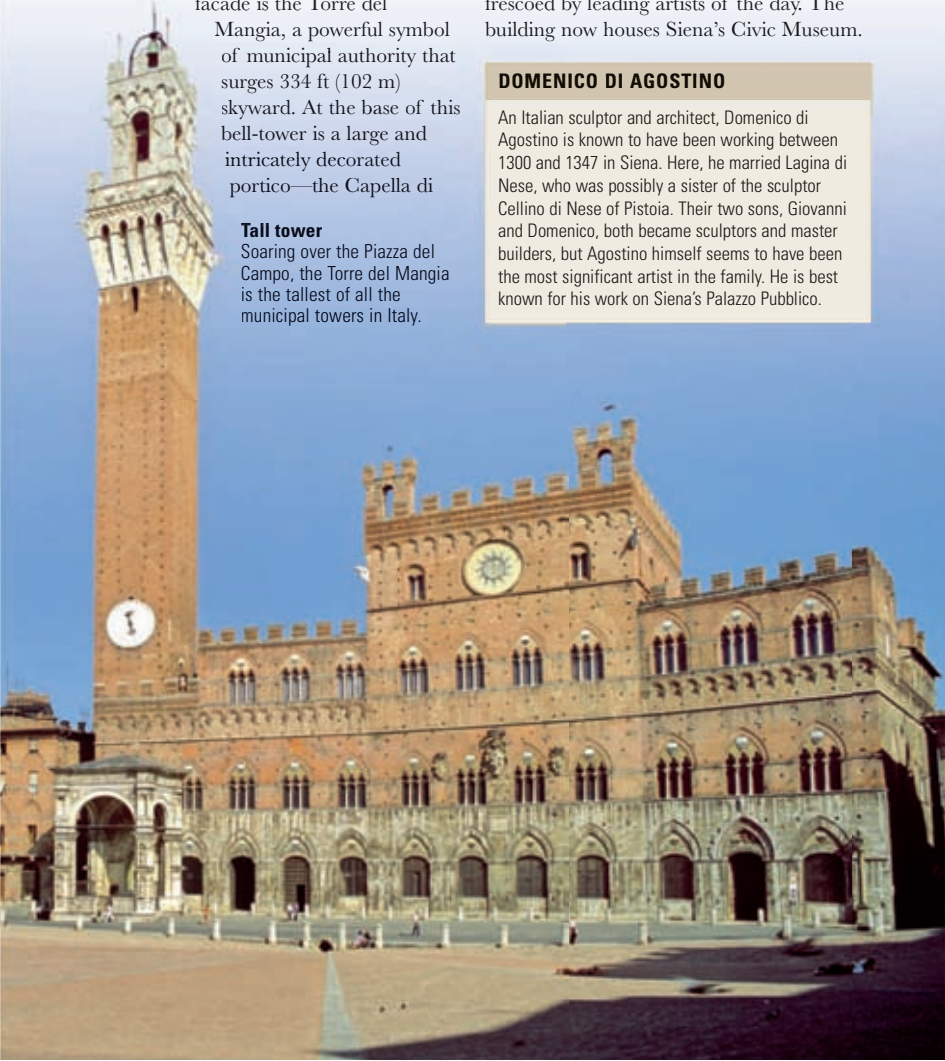 facade is the Torre del
Mangia, a powerful symbol
of municipal authority that
surges 334 ft (102 m)
skyward. At the base of this
bell-tower is a large and
intricately decorated
portico—the Capella di
Tall tower
Soaring over the Piazza del
Campo, the Torre del Mangia
is the tallest of all the
municipal towers in Italy.
frescoed by leading artists of the day. The
building now houses Siena's Civic Museum.
DOMENICO DI AGOSTINO
An Italian sculptor and architect, Domenico di
Agostino is known to have been working between
1300 and 1347 in Siena. Here, he married Lagina di
Nese, who was possibly a sister of the sculptor
Cellino di Nese of Pistoia. Their two sons, Giovanni
and Domenico, both became sculptors and master
builders, but Agostino himself seems to have been
the most significant artist in the family. He is best
known for his work on Siena's Palazzo Pubblico.